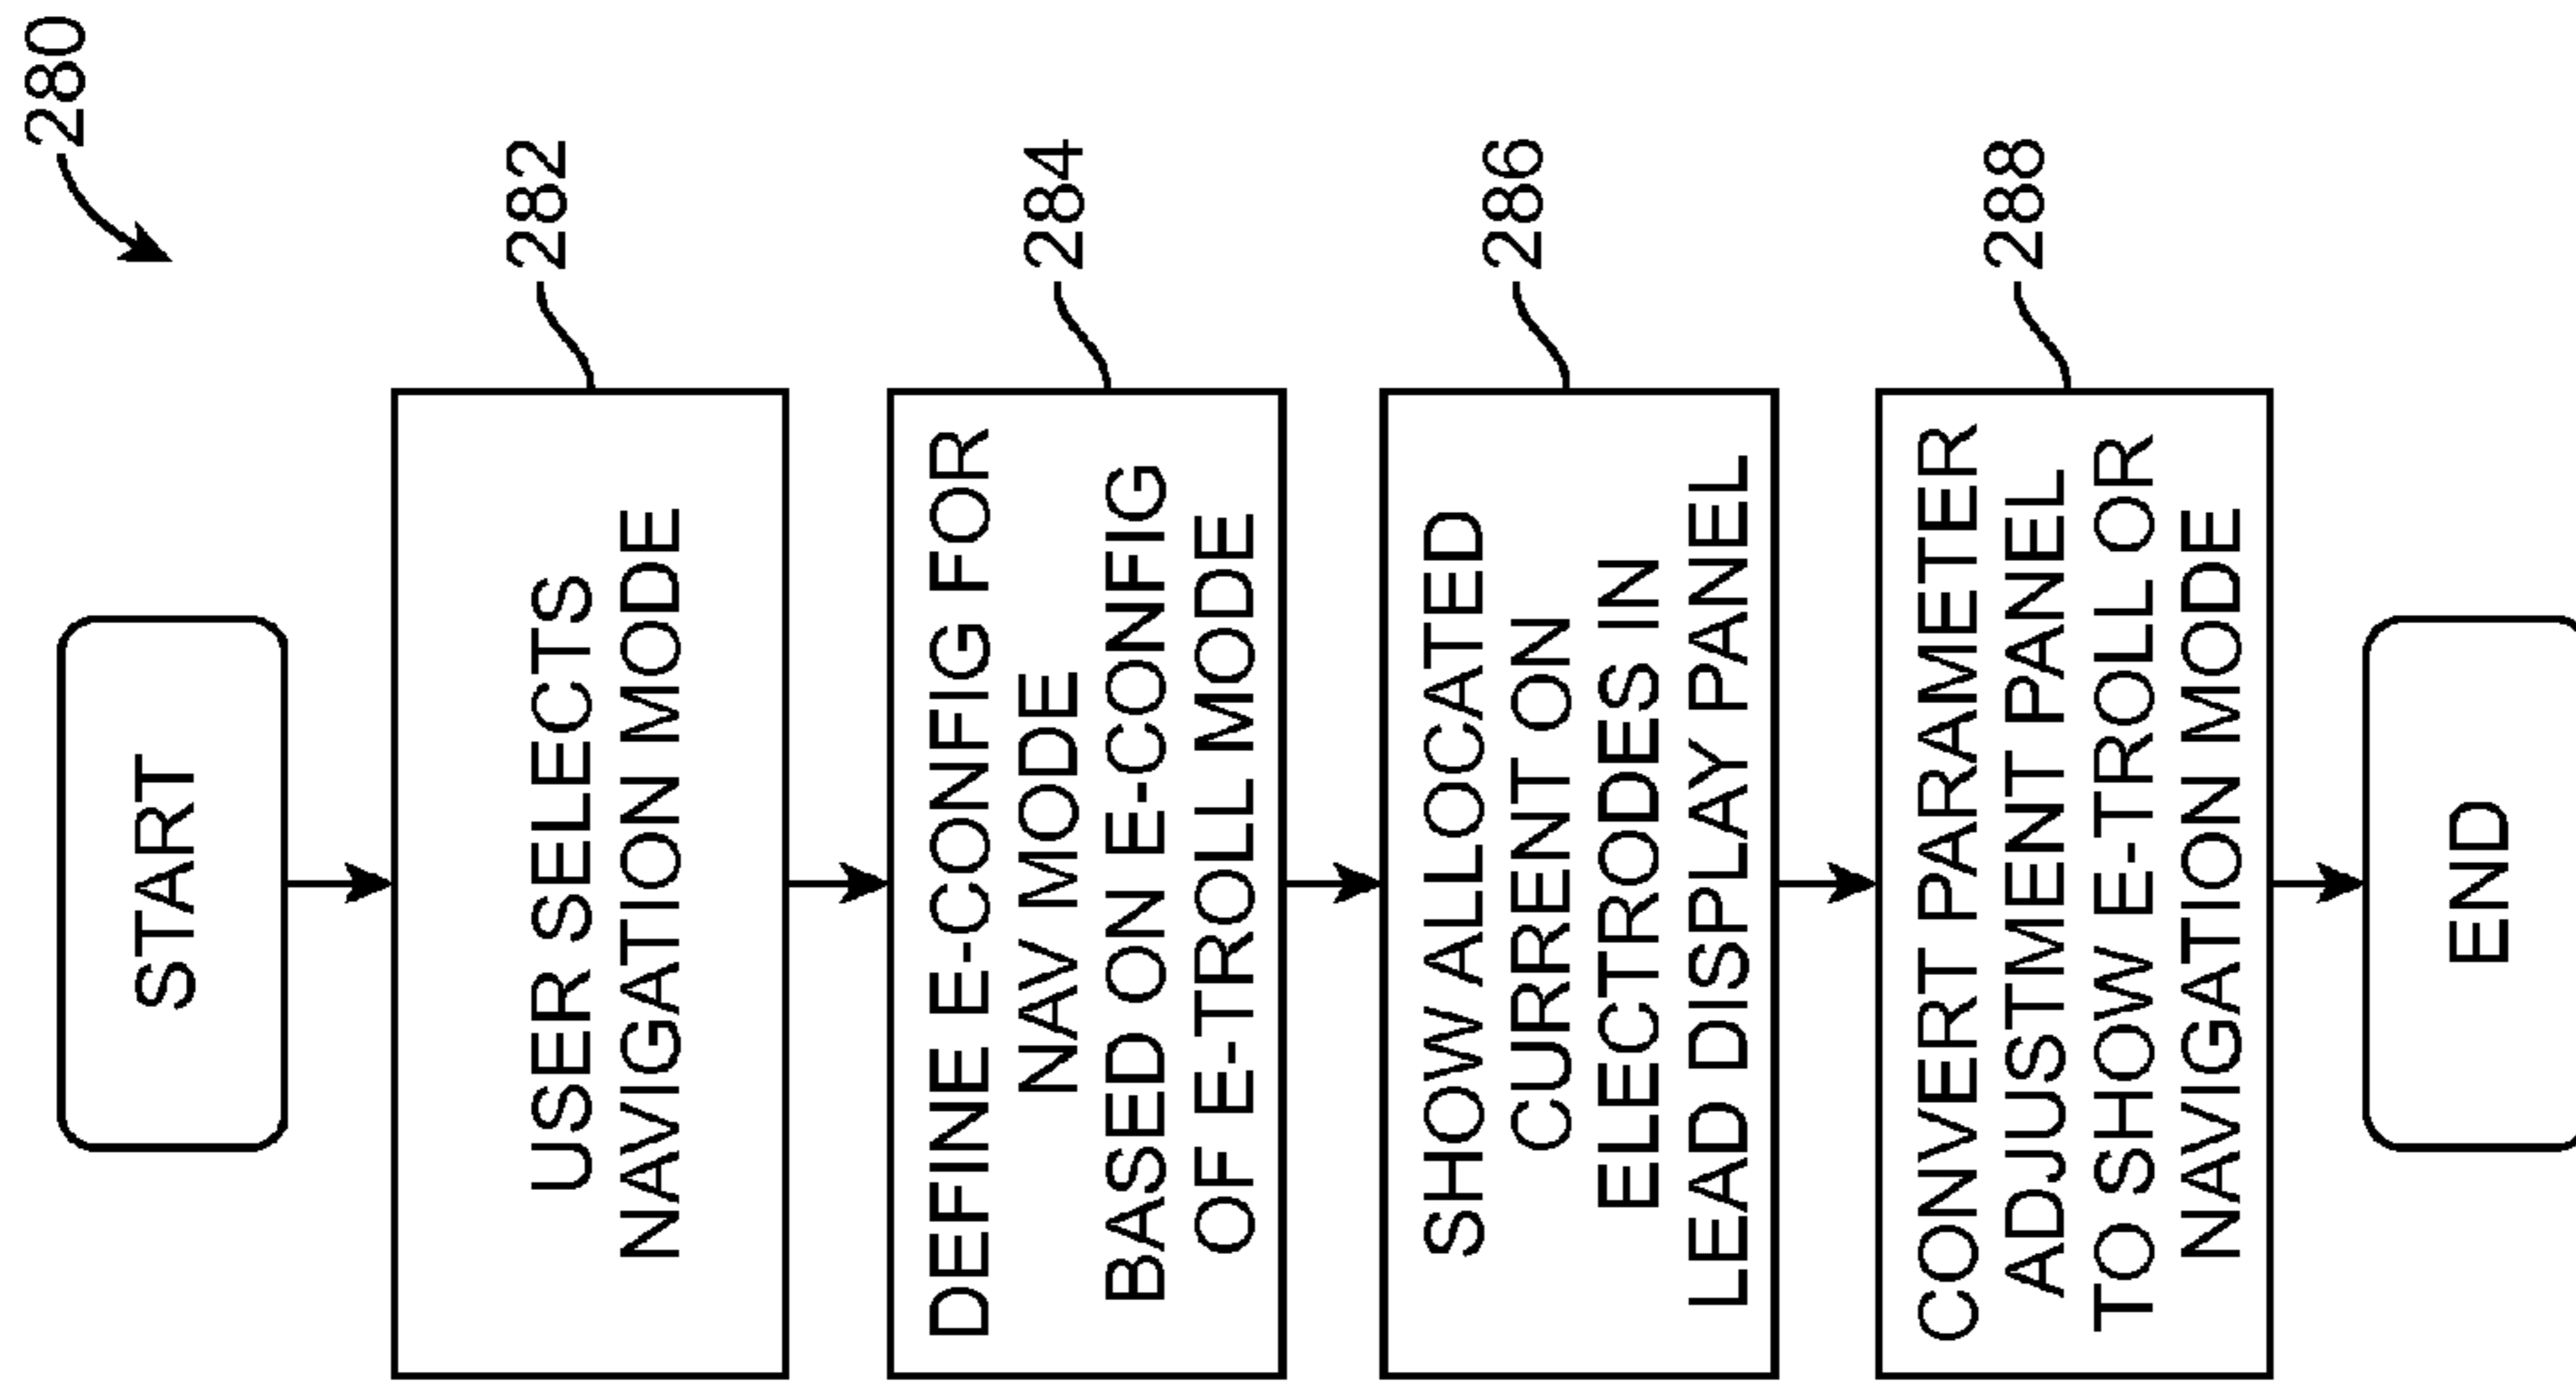 280
START
USER SELECTS
NAVIGATION MODE
282
DEFINE E-CONFIG FOR
NAV MODE
BASED ON E-CONFIG
OF E-TROLL MODE
284
SHOW ALLOCATED
CURRENT ON
ELECTRODES IN
LEAD DISPLAY PANEL
286
CONVERT PARAMETER
ADJUSTMENT PANEL
TO SHOW E-TROLL OR
NAVIGATION MODE
288
END